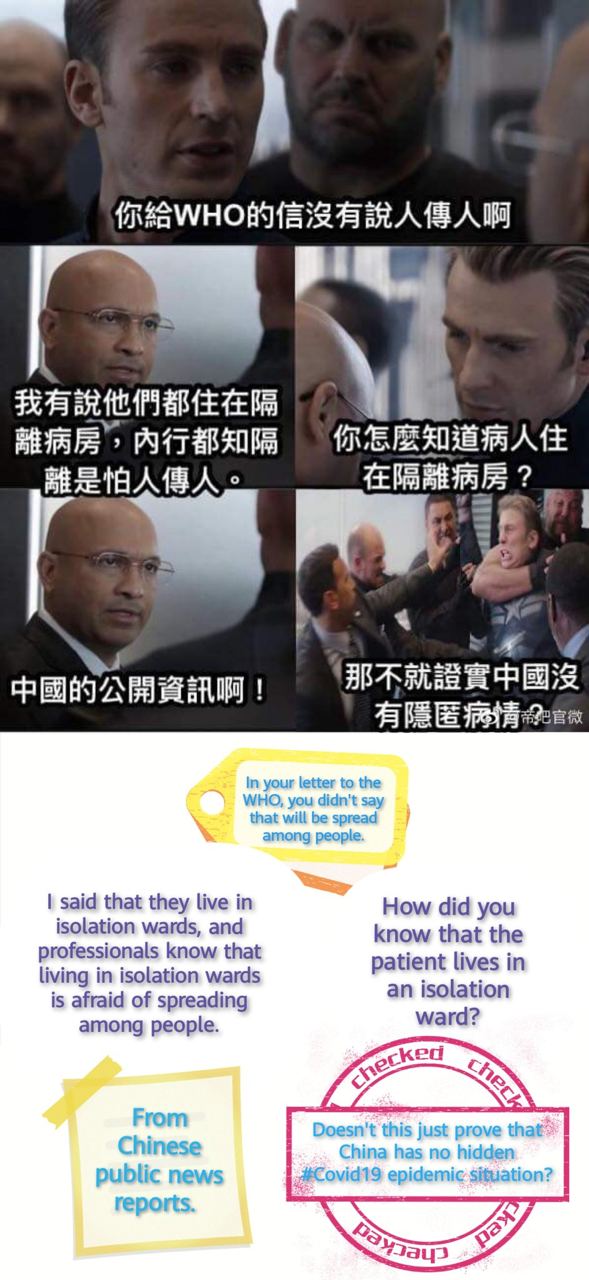 你給WHO的信沒有說人傳人啊
我有說他們都住在隔
離病房，內行都知隔
離是怕人傳人。
你怎麼知道病人住
在隔離病房？
中國的公開資訊啊！
那不就證實中國沒
有隱匿病情？
帝吧官微
In your letter to the
WHO, you didn't say
that will be spread
among people.
I said that they live in
isolation wards, and
professionals know that
living in isolation wards
is afraid of spreading
among people.
How did you
know that the
patient lives in
an isolation
ward?
From
Chinese
public news
reports.
checked
check
Doesn't this just prove that
China has no hidden
#Covid19 epidemic situation?
checked
cked